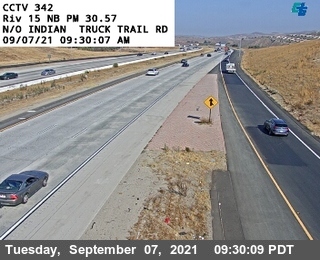 CCTV 342
Riv 15 NB PM 30.57
N/O INDIAN TRUCK TRAIL RD
09/07/21 09:30:07 AM
Tuesday, September 07, 2021 09:30:09 PDT